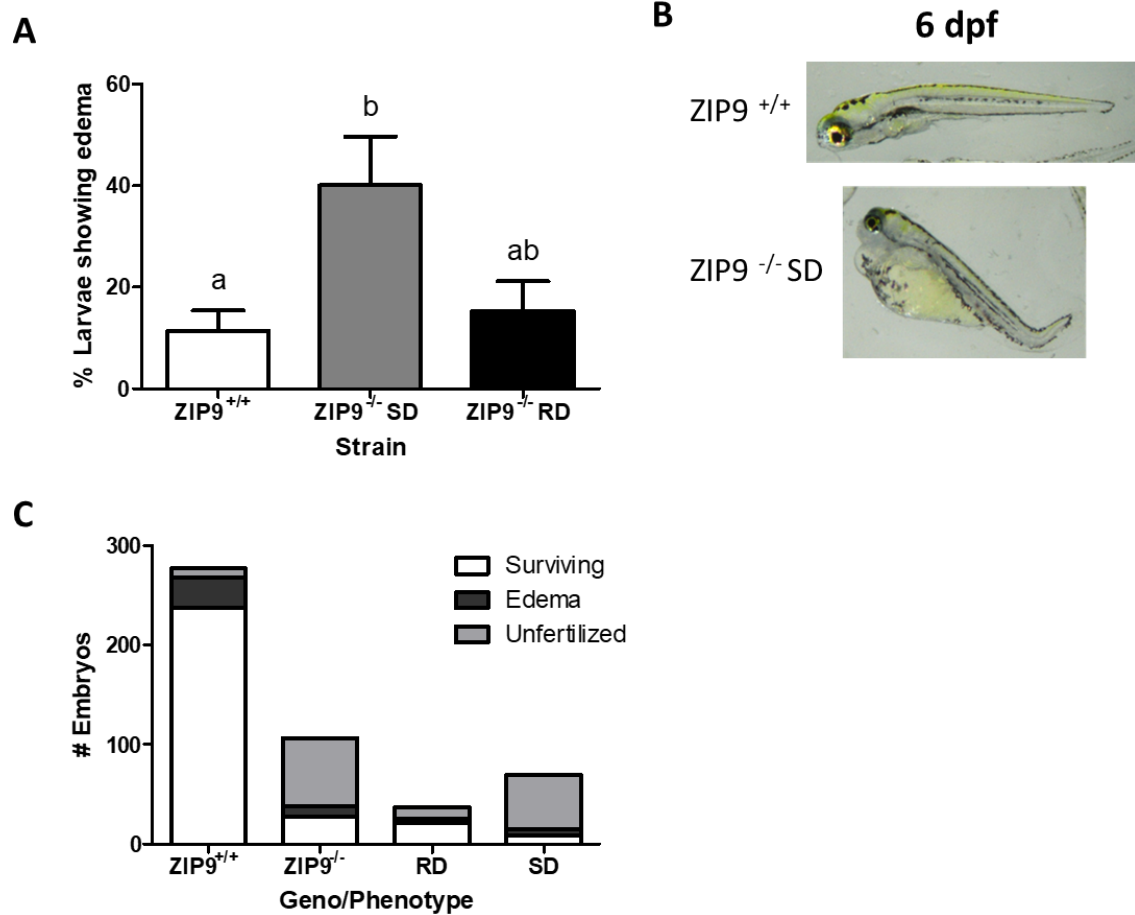 A
% Larvae showing edema
60
40
20
0
a
b
ab
ZIP9+/+
ZIP9-/- SD
ZIP9-/- RD
Strain
B
6 dpf
ZIP9 +/+
ZIP9 -/- SD
C
# Embryos
300
200
100
0
Surviving
Edema
Unfertilized
ZIP9+/+
ZIP9-/-
RD
SD
Geno/Phenotype